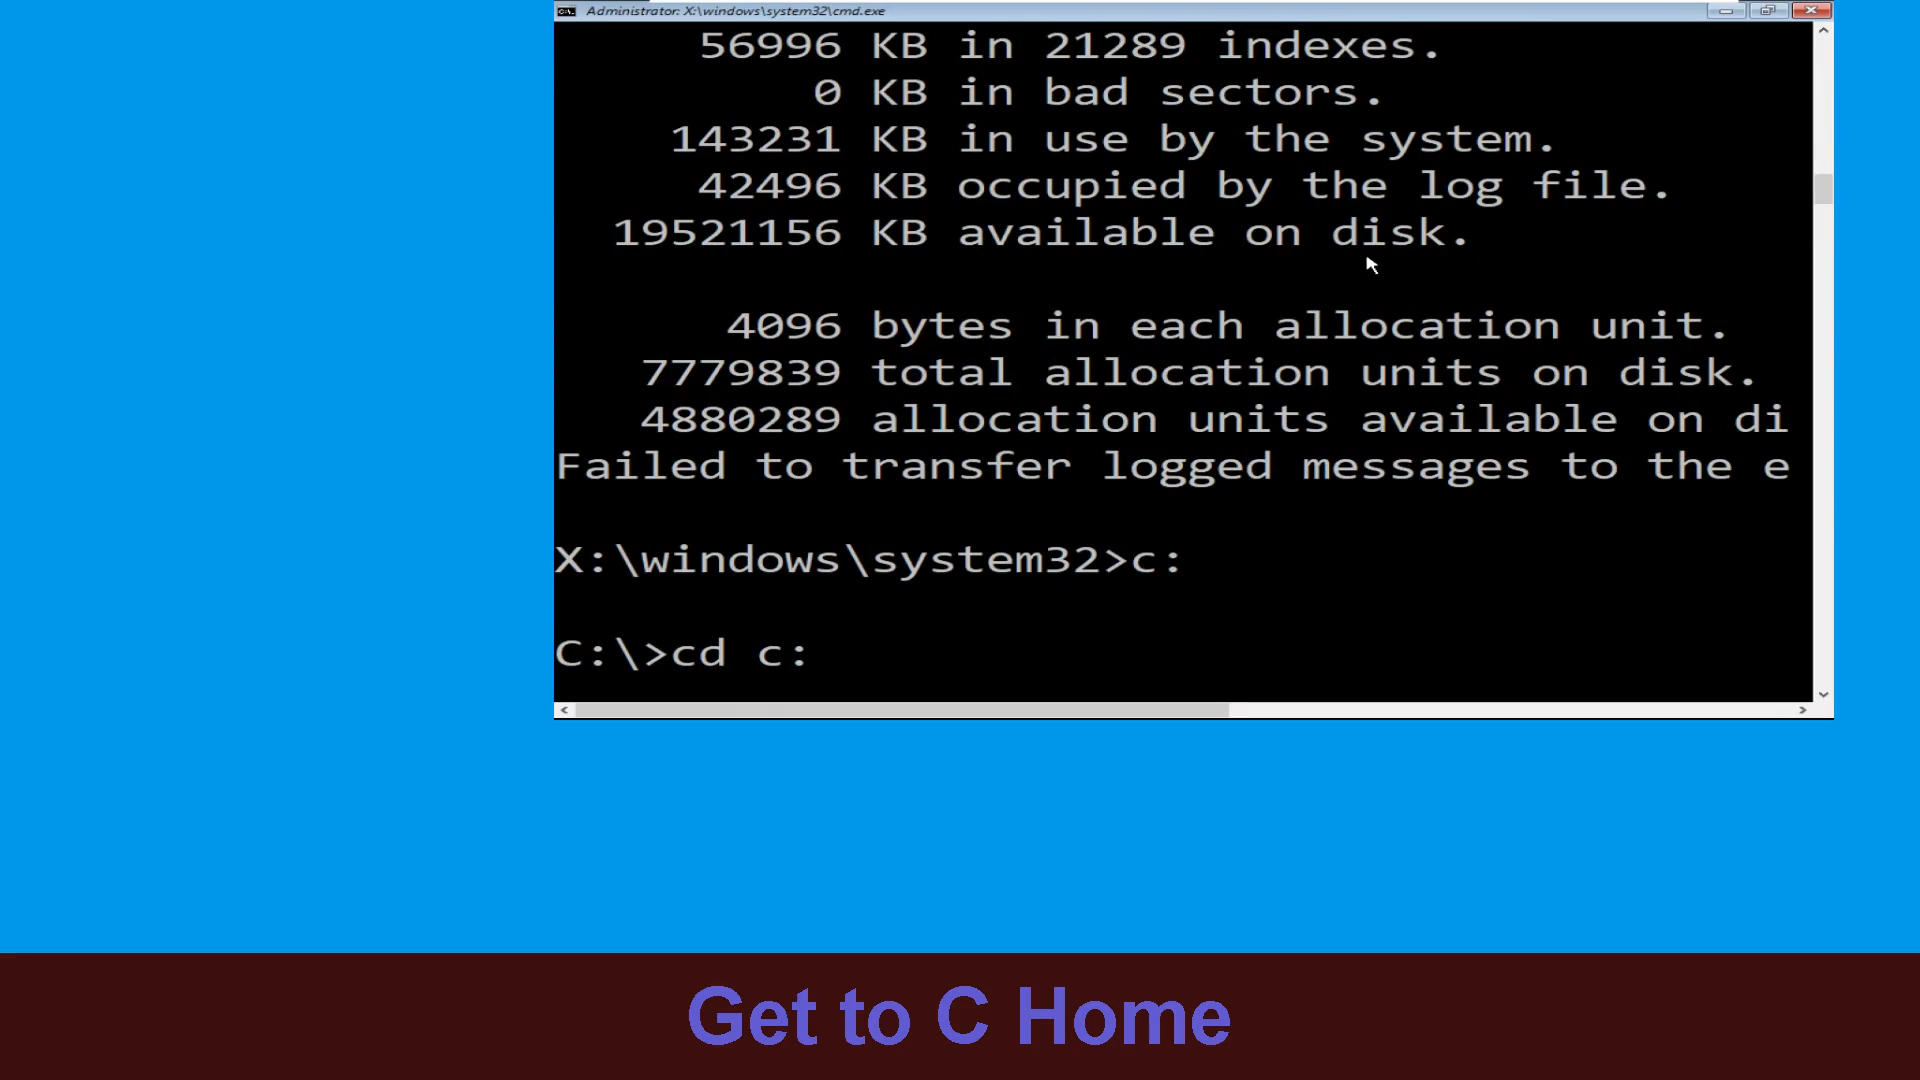 Administrator: X:\windows\system32\cmd.exe
56996 KB in 21289 indexes.
0 KB in bad sectors.
143231 KB in use by the system.
42496 KB occupied by the log file.
19521156 KB available on disk.
4096 bytes in each allocation unit.
7779839 total allocation units on disk.
4880289 allocation units available on di
Failed to transfer logged messages to the e
X:\windows\system32>c:
C:\>cd c:
Get to C Home